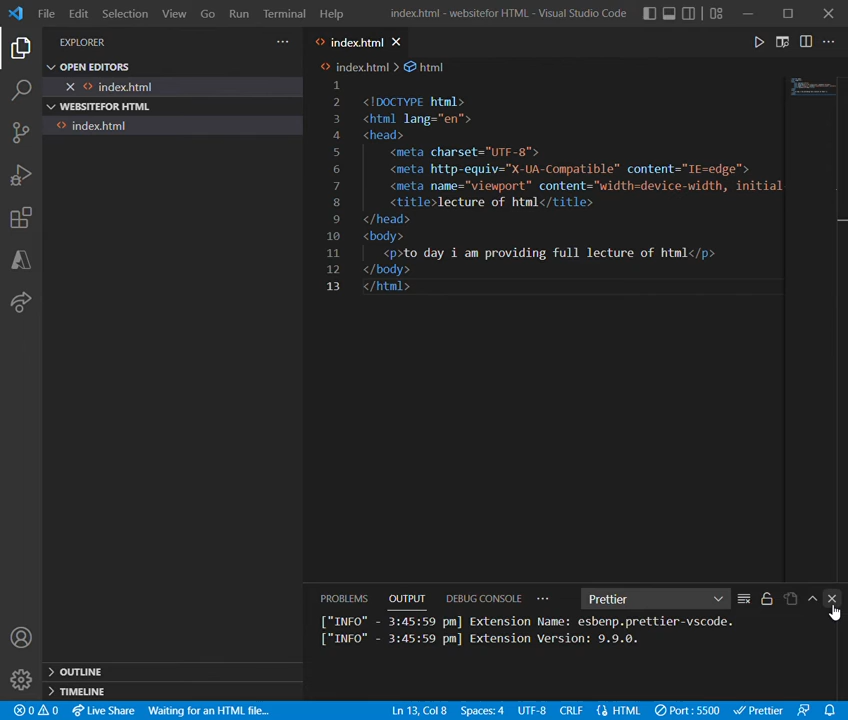 File Edit Selection View Go Run Terminal Help index.html - websitefor HTML - Visual Studio Code
EXPLORER
OPEN EDITORS
index.html
WEBSITEFOR HTML
index.html
OUTLINE
TIMELINE
index.html
index.html > html
1
2 <!DOCTYPE html>
3 <html lang="en">
4 <head>
5 <meta charset="UTF-8">
6 <meta http-equiv="X-UA-Compatible" content="IE=edge">
7 <meta name="viewport" content="width=device-width, initial
8 <title>lecture of html</title>
9 </head>
10 <body>
11 <p>to day i am providing full lecture of html</p>
12 </body>
13 </html>
PROBLEMS OUTPUT DEBUG CONSOLE ··· Prettier
["INFO" - 3:45:59 pm] Extension Name: esbenp.prettier-vscode.
["INFO" - 3:45:59 pm] Extension Version: 9.9.0.
0 0 Live Share Waiting for an HTML file... Ln 13, Col 8 Spaces: 4 UTF-8 CRLF HTML Port : 5500 Prettier